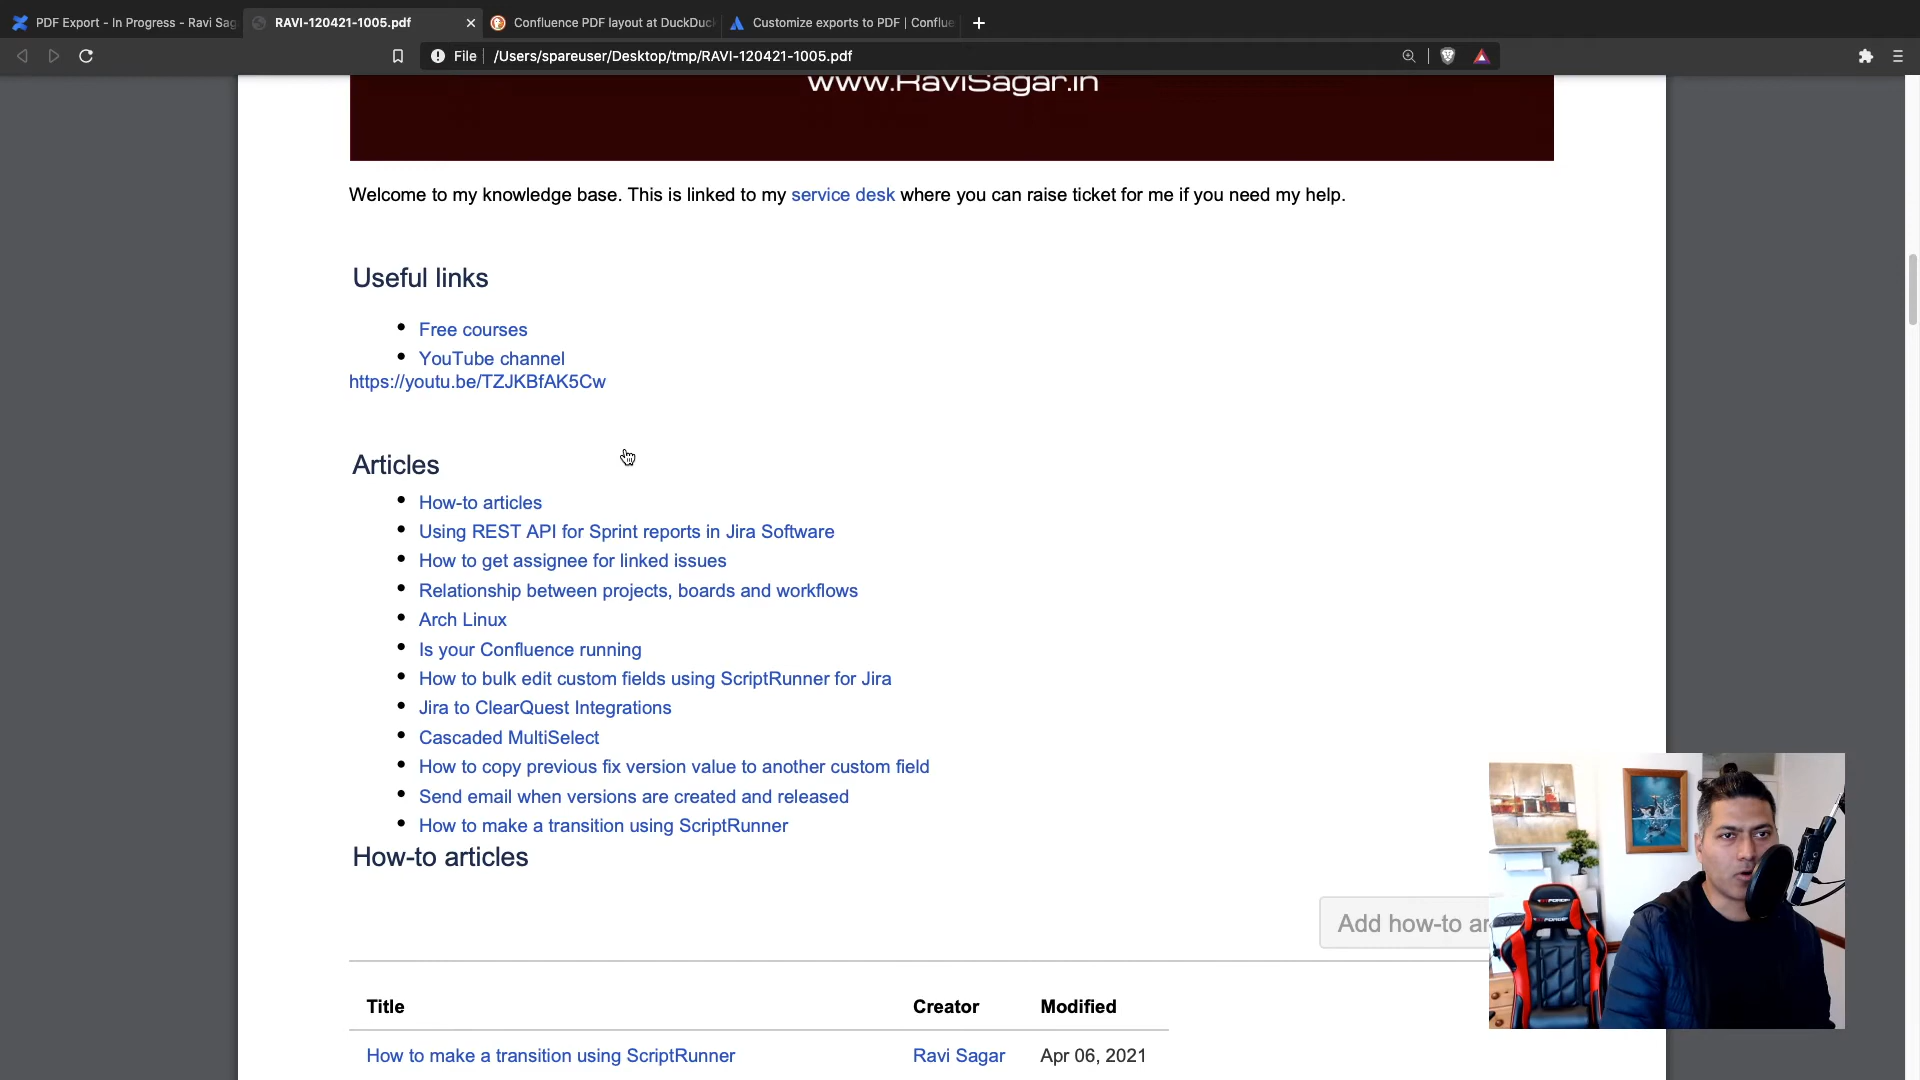 PDF Export - In Progress - Ravi Sag
RAVI-120421-1005.pdf
Confluence PDF layout at DuckDuck
Customize exports to PDF | Conflue
File
/Users/spareuser/Desktop/tmp/RAVI-120421-1005.pdf
www.RaviSagar.in
Welcome to my knowledge base. This is linked to my service desk where you can raise ticket for me if you need my help.
Useful links
• Free courses
• YouTube channel
https://youtu.be/TZJKBfAK5Cw
Articles
• How-to articles
• Using REST API for Sprint reports in Jira Software
• How to get assignee for linked issues
• Relationship between projects, boards and workflows
• Arch Linux
• Is your Confluence running
• How to bulk edit custom fields using ScriptRunner for Jira
• Jira to ClearQuest Integrations
• Cascaded MultiSelect
• How to copy previous fix version value to another custom field
• Send email when versions are created and released
• How to make a transition using ScriptRunner
How-to articles
Add how-to ar
Title Creator Modified
How to make a transition using ScriptRunner Ravi Sagar Apr 06, 2021